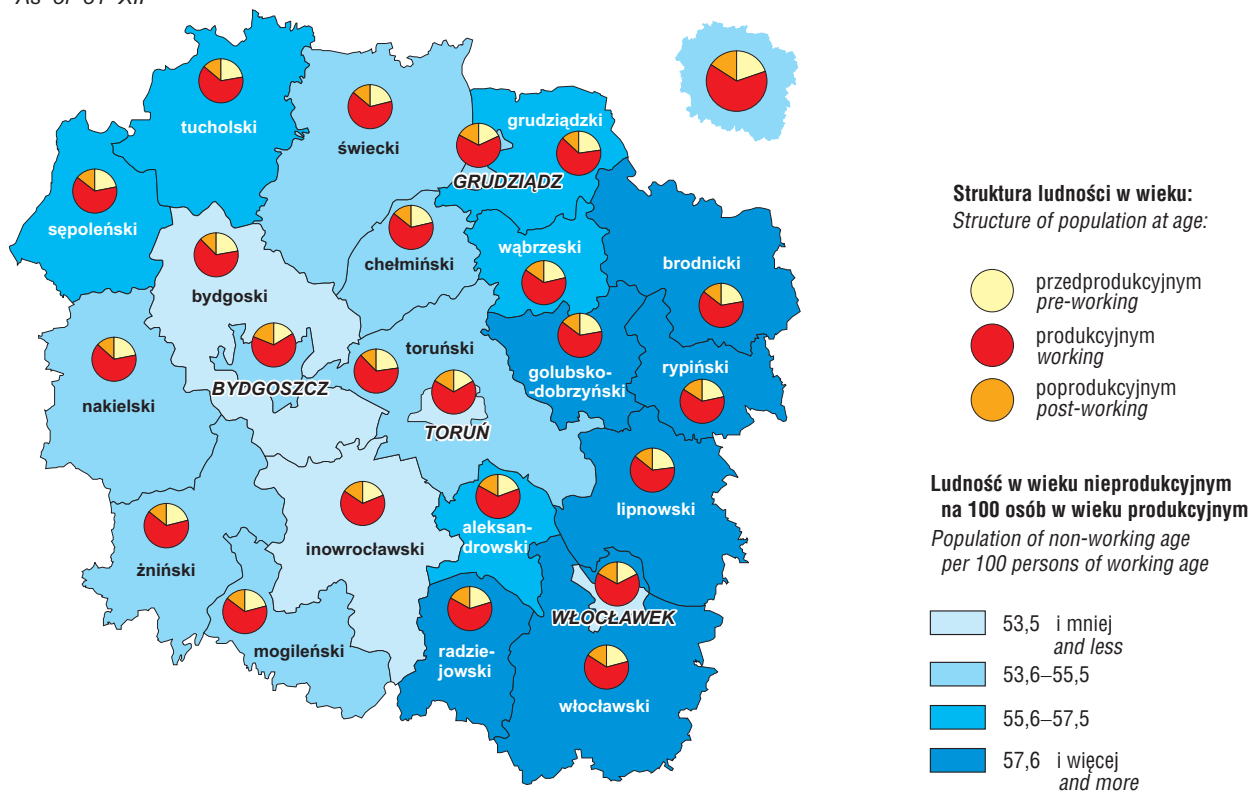 As of 31 XII
tucholski
świecki
grudziądzki
GRUDZIĄDZ
sępoleński
chełmiński
wąbrzeski
brodnicki
bydgoski
toruński
golubsko-
-dobrzyński
rypiński
nakielski
BYDGOSZCZ
TORUŃ
lipnowski
aleksan-
drowski
inowrocławski
żniński
WŁOCŁAWEK
mogileński
radzie-
jowski
włocławski
Struktura ludności w wieku:
Structure of population at age:
przedprodukcyjnym
pre-working
produkcyjnym
working
poprodukcyjnym
post-working
Ludność w wieku nieprodukcyjnym
na 100 osób w wieku produkcyjnym
Population of non-working age
per 100 persons of working age
53,5 i mniej
and less
53,6–55,5
55,6–57,5
57,6 i więcej
and more